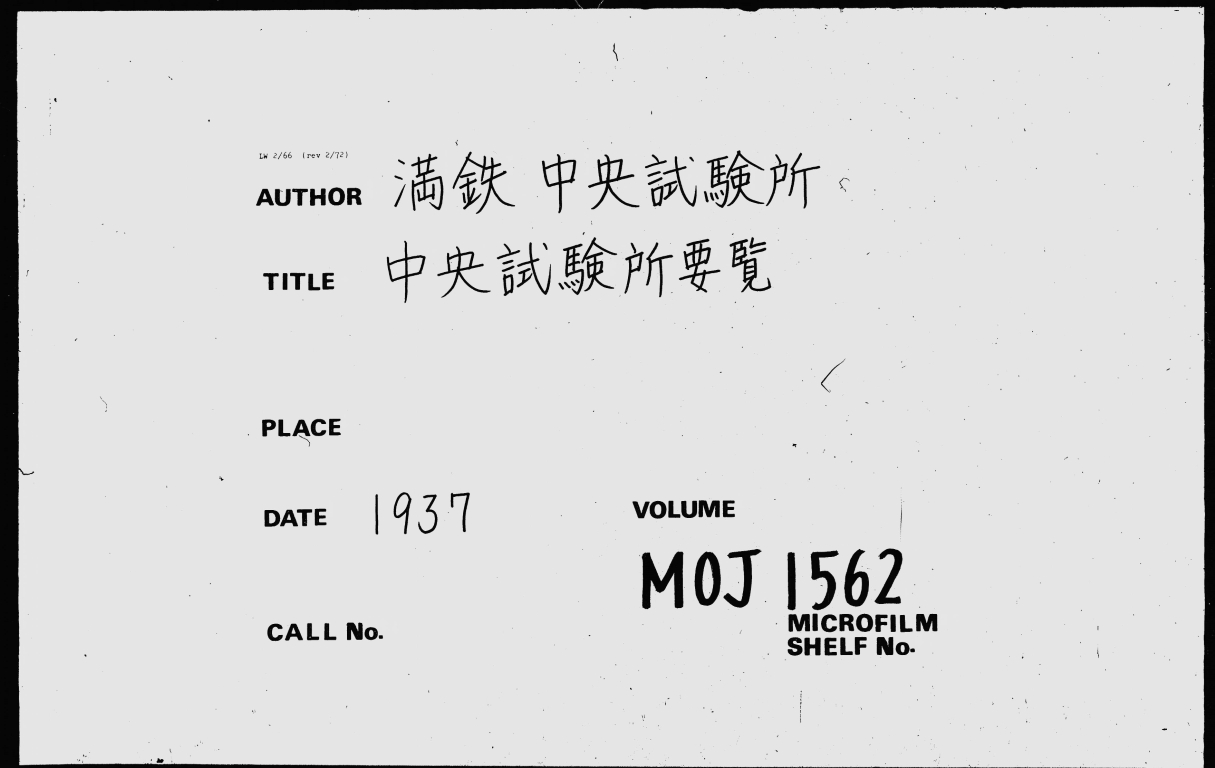 LW 2/66 (rev 2/72)
AUTHOR 満鉄 中央試験所
TITLE 中央試験所要覧
PLACE
DATE 1937
VOLUME
MOJ 1562
MICROFILM
SHELF No.
CALL No.